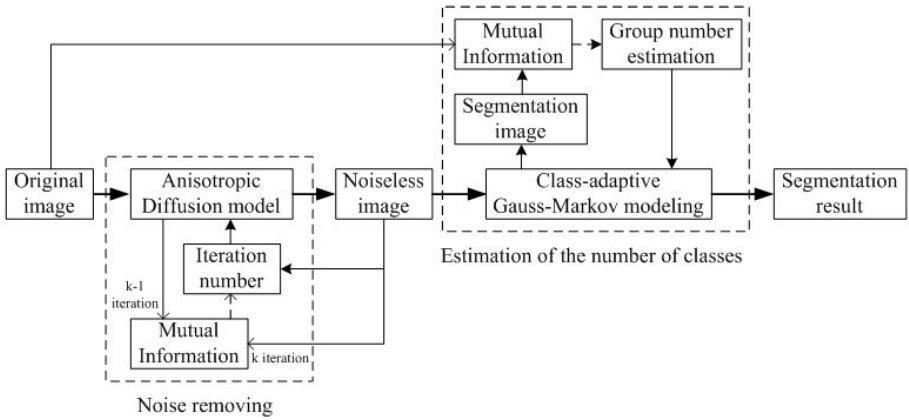 Mutual
Information
Group number
estimation
Segmentation
image
Original
image
Anisotropic
Diffusion model
Noiseless
image
Class-adaptive
Gauss-Markov modeling
Segmentation
result
Estimation of the number of classes
Iteration
number
k-1
iteration
Mutual
Information
k iteration
Noise removing